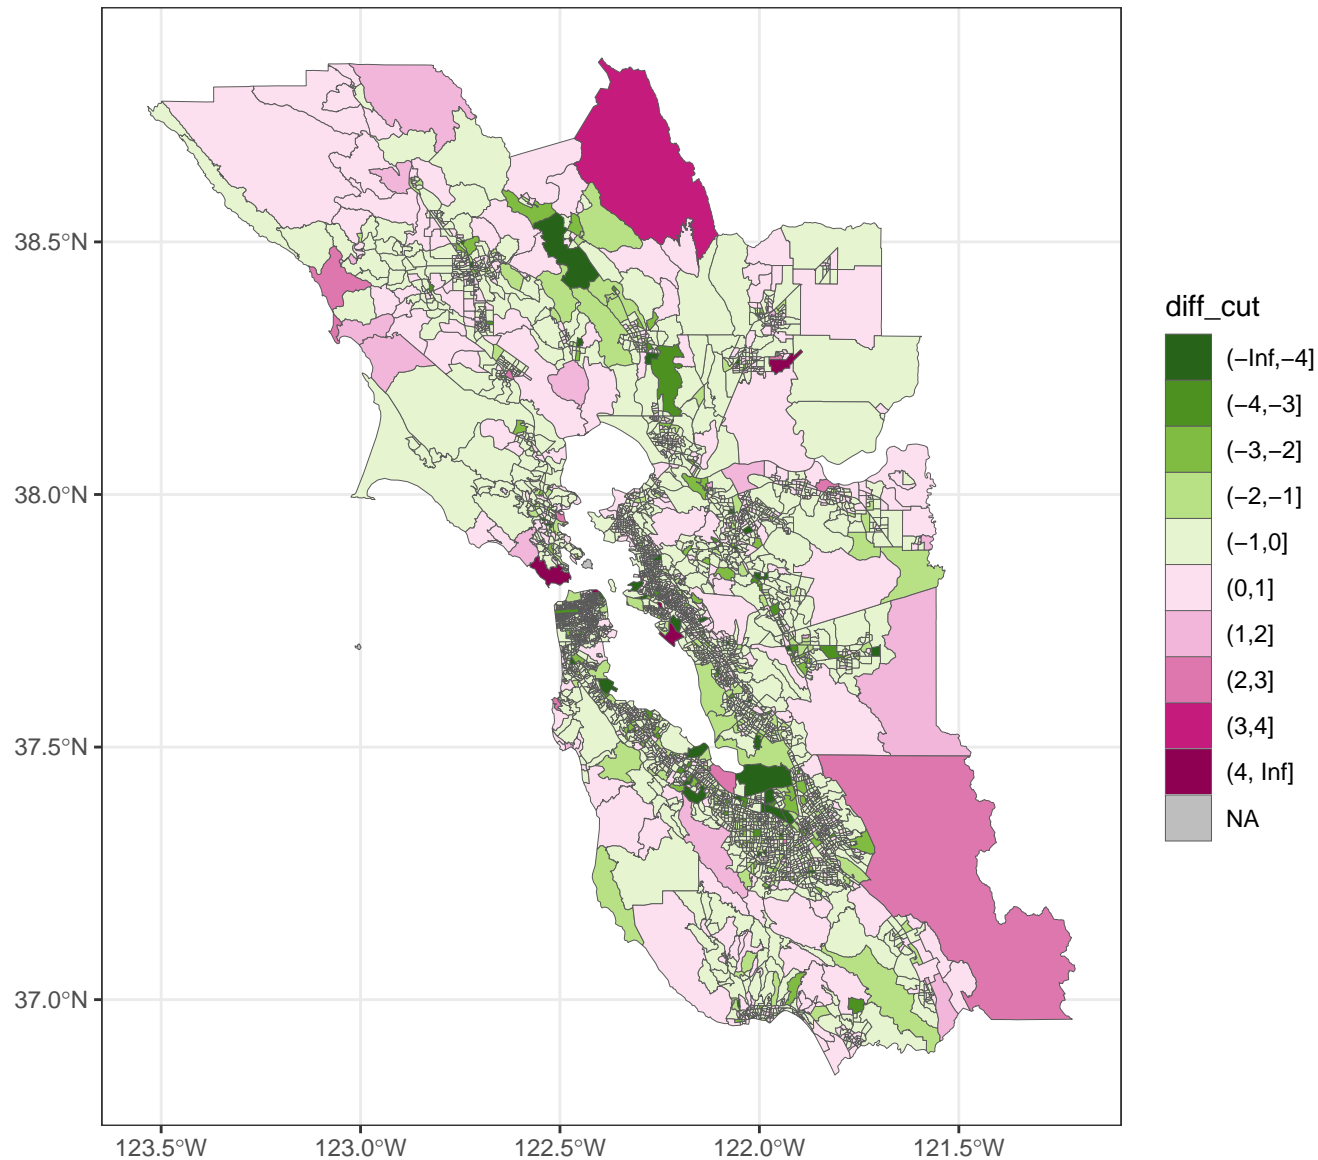 38.5°N
38.0°N
37.5°N
37.0°N
123.5°W
123.0°W
122.5°W
122.0°W
121.5°W
diff_cut
(−Inf,−4]
(−4,−3]
(−3,−2]
(−2,−1]
(−1,0]
(0,1]
(1,2]
(2,3]
(3,4]
(4, Inf]
NA